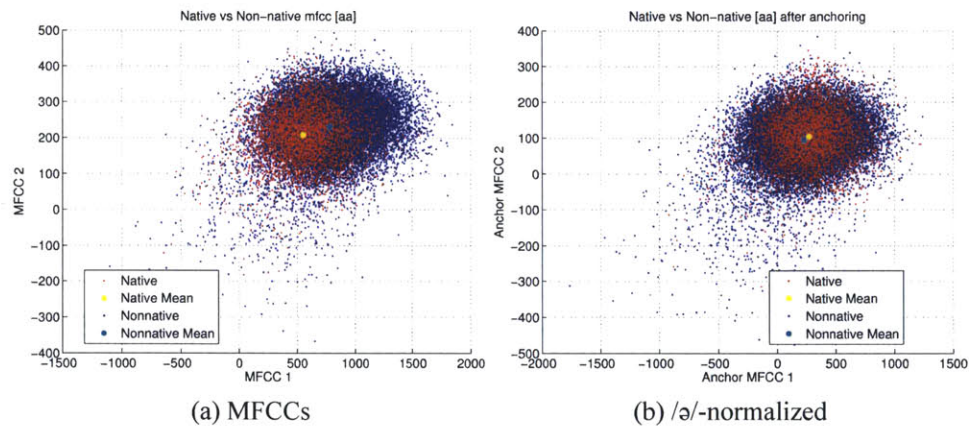 Native vs Non-native mfcc [aa]
500
400
300
200
100
0
−100
−200
−300
−400
MFCC 2
−1500
−1000
−500
0
500
1000
1500
2000
MFCC 1
Native
Native Mean
Nonnative
Nonnative Mean
(a) MFCCs
Native vs Non-native [aa] after anchoring
400
300
200
100
0
−100
−200
−300
−400
−500
Anchor MFCC 2
−2000
−1500
−1000
−500
0
500
1000
1500
Anchor MFCC 1
Native
Native Mean
Nonnative
Nonnative Mean
(b) /ə/-normalized